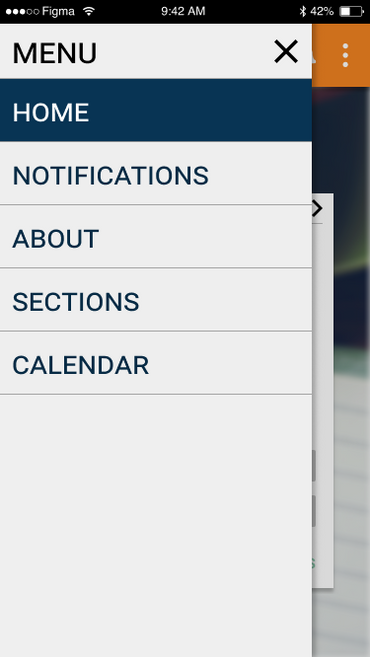 Figma 9:42 AM 42%
MENU
HOME
NOTIFICATIONS
ABOUT
SECTIONS
CALENDAR